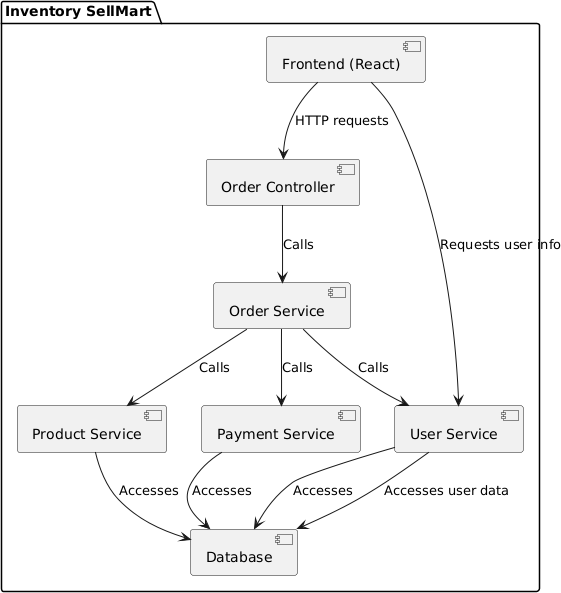 Inventory SellMart
Frontend (React)
HTTP requests
Order Controller
Calls
Requests user info
Order Service
Calls
Calls
Calls
Product Service
Payment Service
User Service
Accesses
Accesses
Accesses
Accesses user data
Database